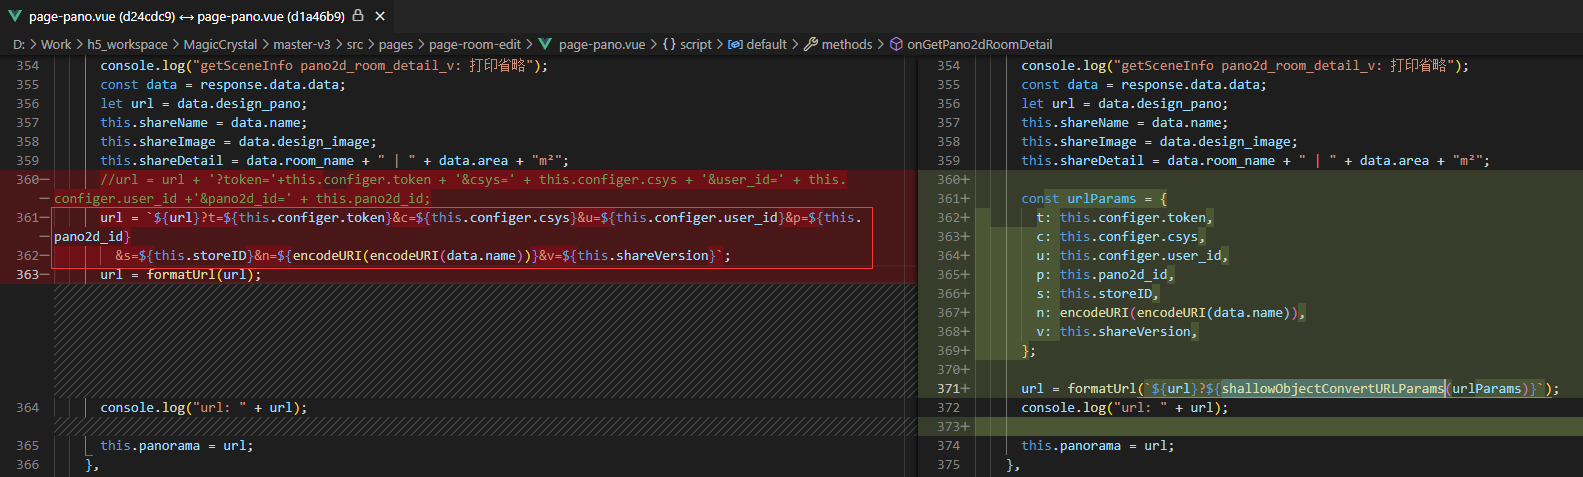 page-pano.vue (d24cdc9) ↔ page-pano.vue (d1a46b9)
D: > Work > h5_workspace > MagicCrystal > master-v3 > src > pages > page-room-edit > page-pano.vue > {} script > default > methods > onGetPano2dRoomDetail
354 console.log("getSceneInfo pano2d_room_detail_v: 打印省略");
355 const data = response.data.data;
356 let url = data.design_pano;
357 this.shareName = data.name;
358 this.shareImage = data.design_image;
359 this.shareDetail = data.room_name + " | " + data.area + "m²";
360− //url = url + '?token='+this.configer.token + '&csys=' + this.configer.csys + '&user_id=' + this.
− configer.user_id +'&pano2d_id=' + this.pano2d_id;
361− url = `${url}?t=${this.configer.token}&c=${this.configer.csys}&u=${this.configer.user_id}&p=${this.
− pano2d_id}
362− &s=${this.storeID}&n=${encodeURI(encodeURI(data.name))}&v=${this.shareVersion}`;
363− url = formatUrl(url);
364 console.log("url: " + url);
365 this.panorama = url;
366 },
354 console.log("getSceneInfo pano2d_room_detail_v: 打印省略");
355 const data = response.data.data;
356 let url = data.design_pano;
357 this.shareName = data.name;
358 this.shareImage = data.design_image;
359 this.shareDetail = data.room_name + " | " + data.area + "m²";
360+
361+ const urlParams = {
362+ t: this.configer.token,
363+ c: this.configer.csys,
364+ u: this.configer.user_id,
365+ p: this.pano2d_id,
366+ s: this.storeID,
367+ n: encodeURI(encodeURI(data.name)),
368+ v: this.shareVersion,
369+ };
370+
371+ url = formatUrl(`${url}?${shallowObjectConvertURLParams(urlParams)}`);
372 console.log("url: " + url);
373+
374 this.panorama = url;
375 },